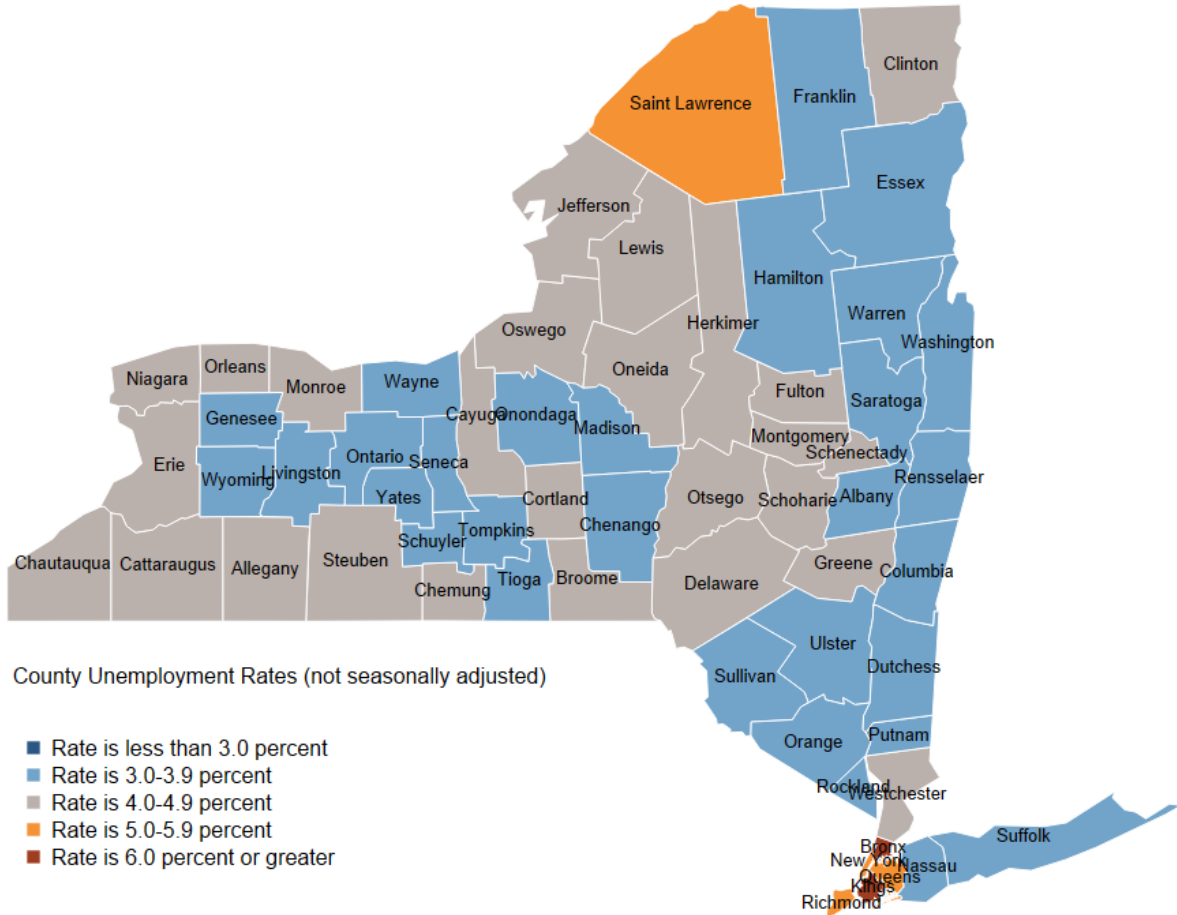 Clinton
Saint Lawrence
Franklin
Essex
Jefferson
Lewis
Hamilton
Warren
Herkimer
Oswego
Washington
Oneida
Orleans
Niagara
Monroe
Wayne
Fulton
Saratoga
Genesee
Cayuga
Onondaga
Madison
Montgomery
Schenectady
Erie
Ontario
Seneca
Livingston
Wyoming
Rensselaer
Yates
Cortland
Otsego
Schoharie
Albany
Chenango
Tompkins
Schuyler
Chautauqua
Cattaraugus
Allegany
Steuben
Greene
Columbia
Tioga
Broome
Chemung
Delaware
Ulster
Dutchess
Sullivan
County Unemployment Rates (not seasonally adjusted)
Putnam
Orange
Rate is less than 3.0 percent
Rate is 3.0-3.9 percent
Rockland
Westchester
Rate is 4.0-4.9 percent
Rate is 5.0-5.9 percent
Suffolk
Bronx
Rate is 6.0 percent or greater
New York
Nassau
Queens
Kings
Richmond